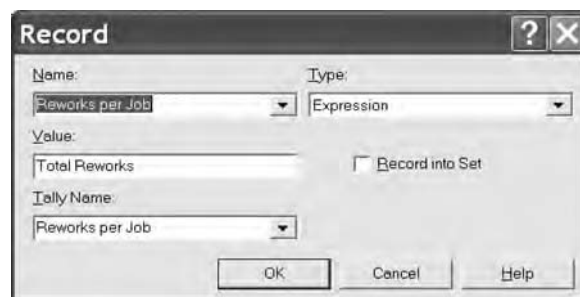 Record ? X
Name: Type:
Reworks per Job Expression
Value:
Total Reworks Record into Set
Tally Name:
Reworks per Job
OK Cancel Help